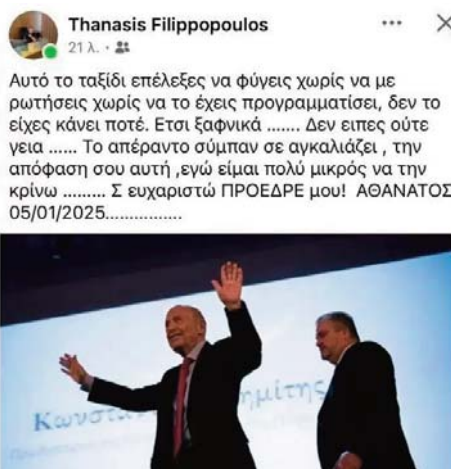 Thanasis Filippopoulos
21 λ.
Αυτό το ταξίδι επέλεξες να φύγεις χωρίς να με
ρωτήσεις χωρίς να το έχεις προγραμματίσει, δεν το
είχες κάνει ποτέ. Ετσι ξαφνικά ....... Δεν ειπες ούτε
γεια ...... Το απέραντο σύμπαν σε αγκαλιάζει , την
απόφαση σου αυτή ,εγώ είμαι πολύ μικρός να την
κρίνω ......... Σ ευχαριστώ ΠΡΟΕΔΡΕ μου! ΑΘΑΝΑΤΟΣ
05/01/2025................
Κωνστα ημίτης